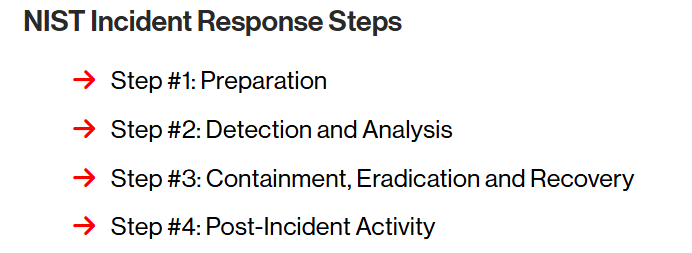 NIST Incident Response Steps
→ Step #1: Preparation
→ Step #2: Detection and Analysis
→ Step #3: Containment, Eradication and Recovery
→ Step #4: Post-Incident Activity